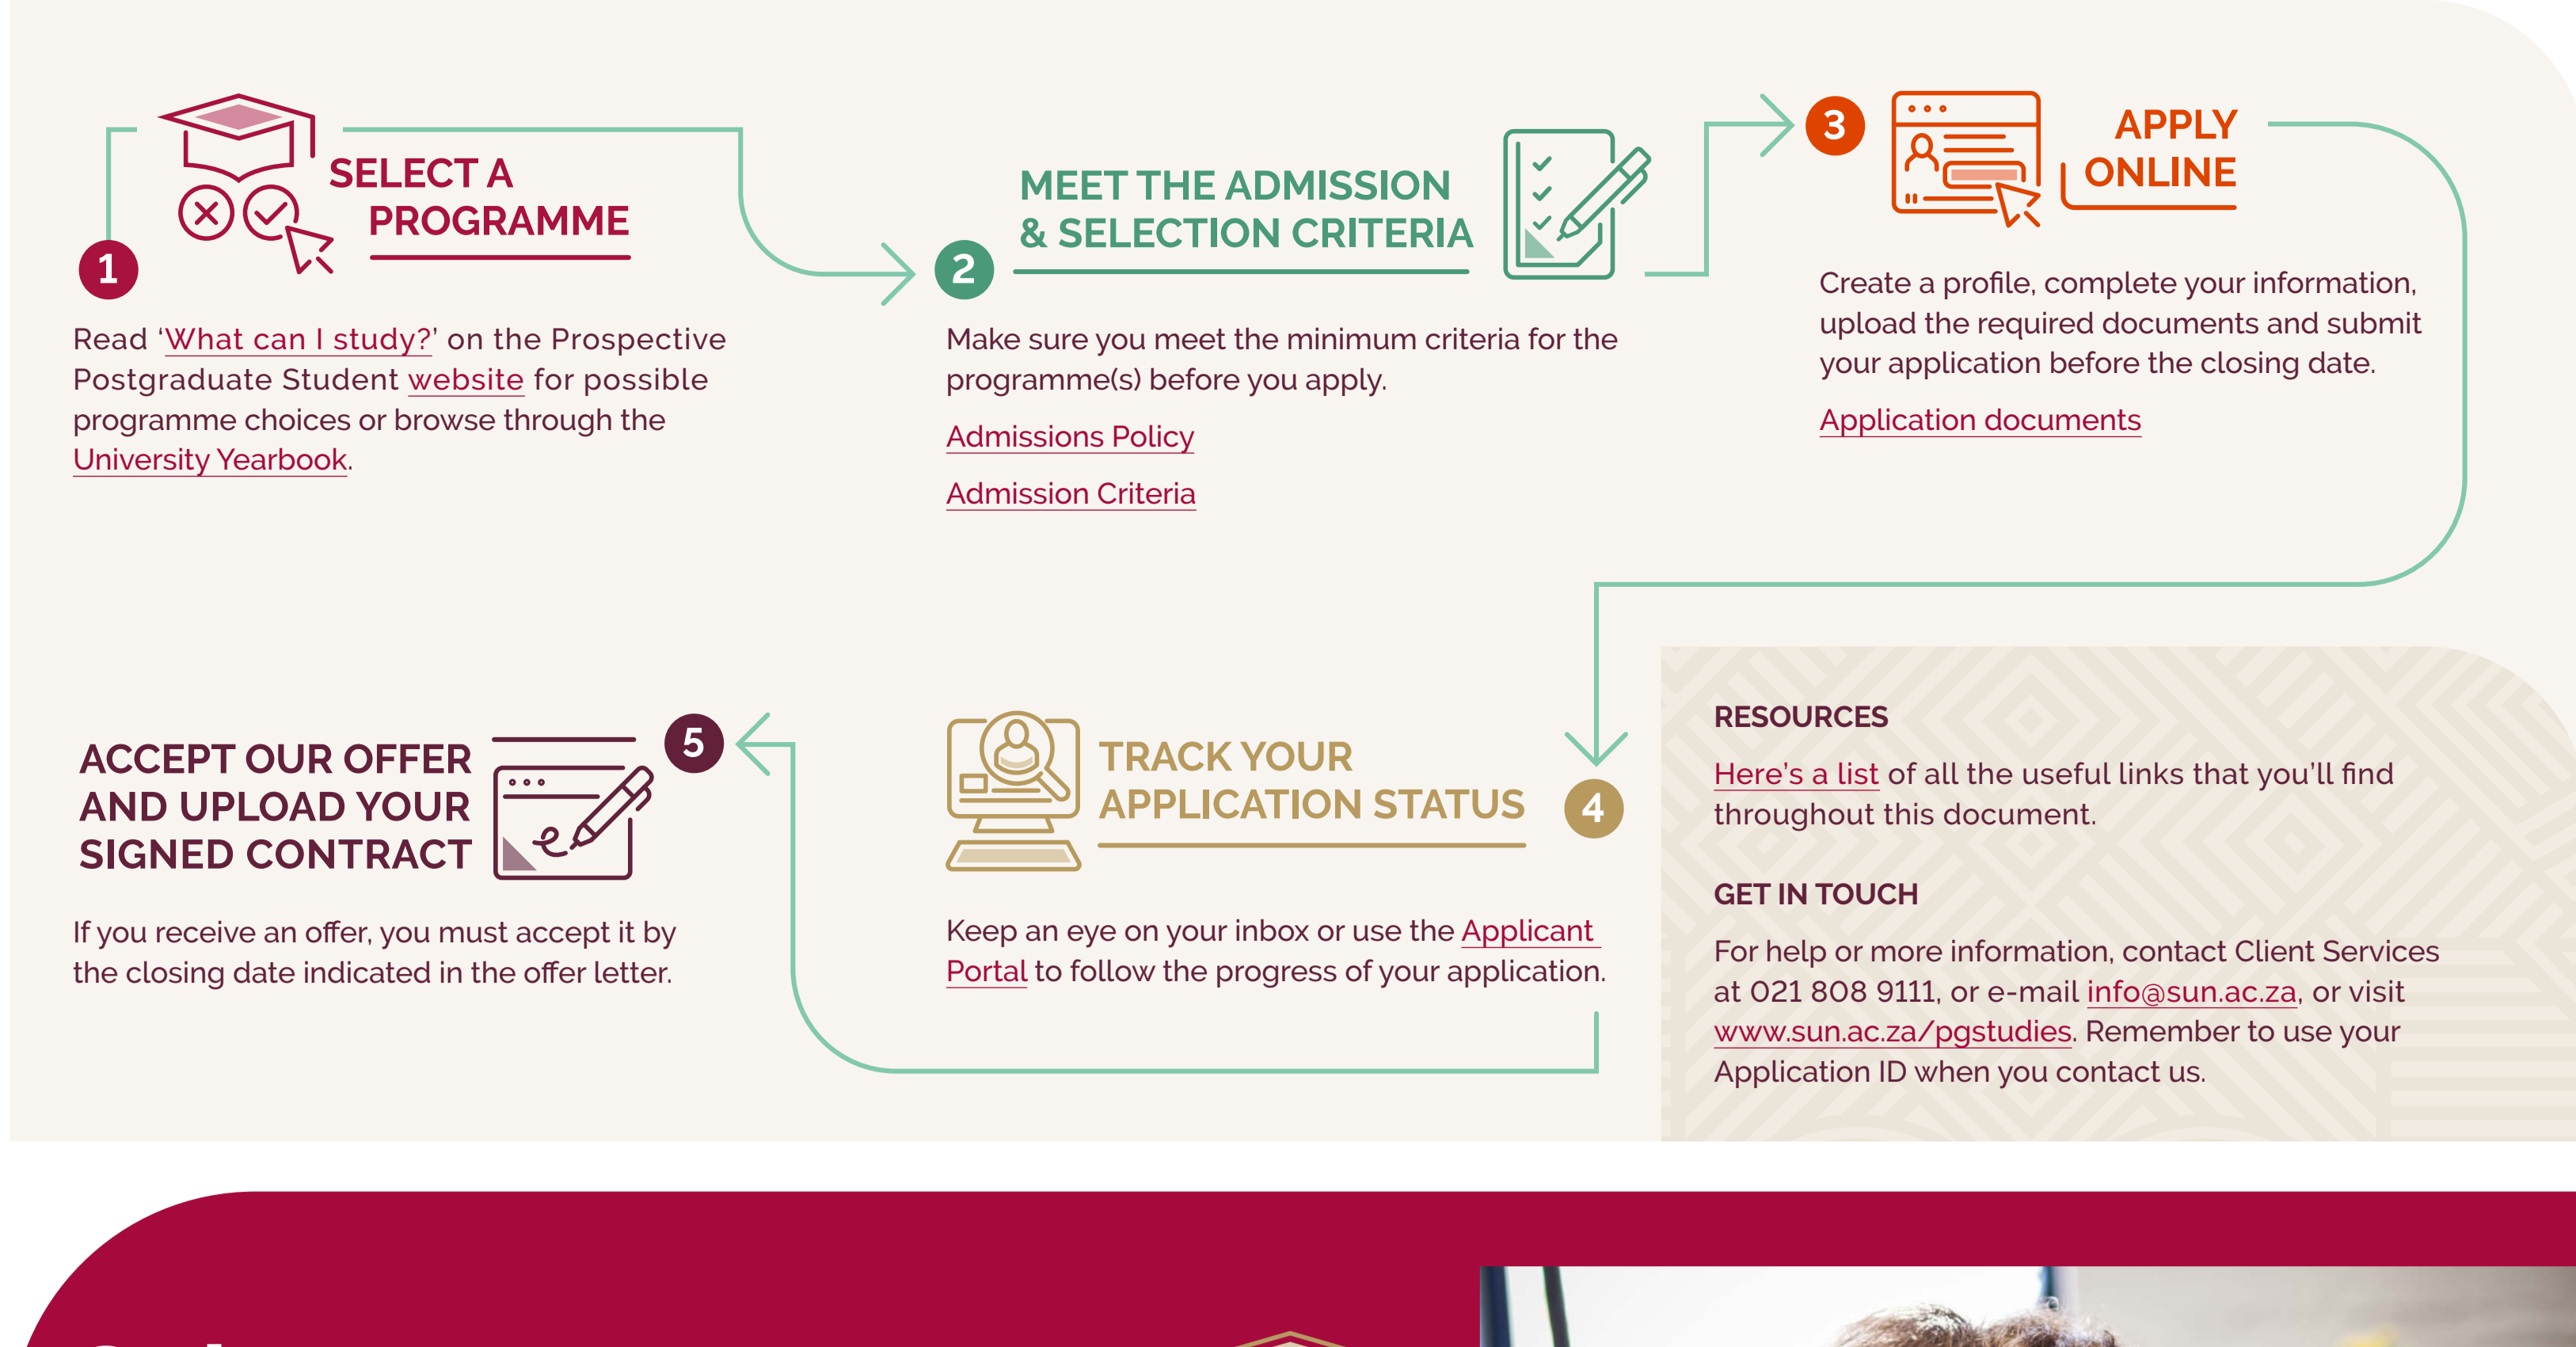 1
SELECT A
PROGRAMME
Read ‘What can I study?’ on the Prospective
Postgraduate Student website for possible
programme choices or browse through the
University Yearbook.
2
MEET THE ADMISSION
& SELECTION CRITERIA
Make sure you meet the minimum criteria for the
programme(s) before you apply.
Admissions Policy
Admission Criteria
3
APPLY
ONLINE
Create a profile, complete your information,
upload the required documents and submit
your application before the closing date.
Application documents
4
TRACK YOUR
APPLICATION STATUS
Keep an eye on your inbox or use the Applicant
Portal to follow the progress of your application.
5
ACCEPT OUR OFFER
AND UPLOAD YOUR
SIGNED CONTRACT
If you receive an offer, you must accept it by
the closing date indicated in the offer letter.
RESOURCES
Here’s a list of all the useful links that you’ll find
throughout this document.
GET IN TOUCH
For help or more information, contact Client Services
at 021 808 9111, or e-mail info@sun.ac.za, or visit
www.sun.ac.za/pgstudies. Remember to use your
Application ID when you contact us.